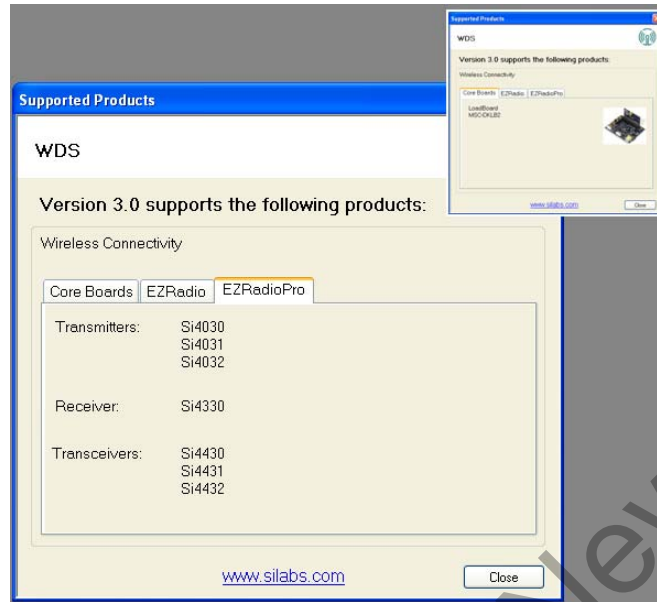 Supported Products
WDS
Version 3.0 supports the following products:
Wireless Connectivity
Core Boards EZRadio EZRadioPro
LoadBoard
MSC-DKLB2
www.silabs.com Close
Supported Products
WDS
Version 3.0 supports the following products:
Wireless Connectivity
Core Boards EZRadio EZRadioPro
Transmitters: Si4030
Si4031
Si4032
Receiver: Si4330
Transceivers: Si4430
Si4431
Si4432
www.silabs.com Close